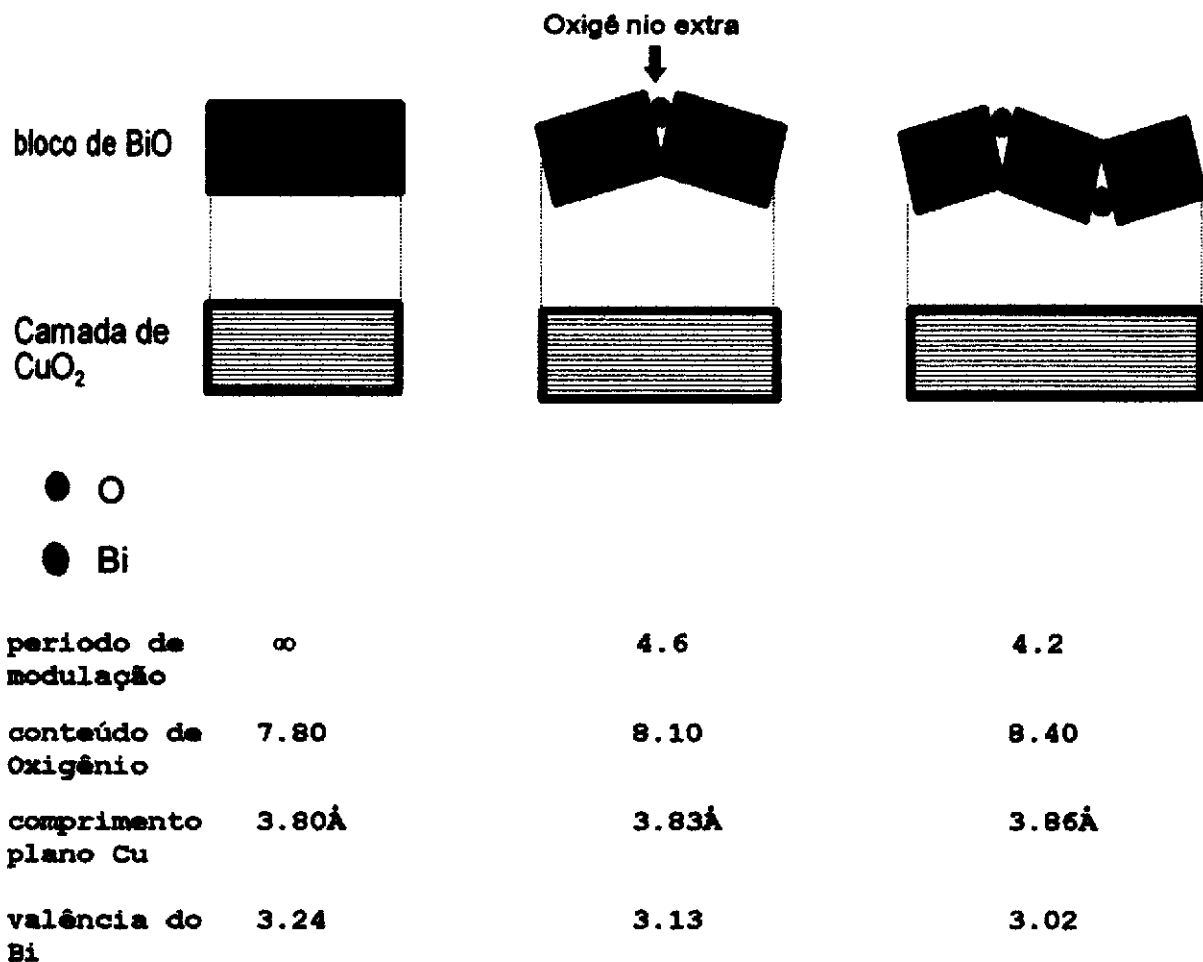 Oxigê nio extra
bloco de BiO
Camada de
CuO₂
O
Bi
periodo de ∞ 4.6 4.2
modulação
conteúdo de 7.80 8.10 8.40
Oxigênio
comprimento 3.80Å 3.83Å 3.86Å
plano Cu
valência do 3.24 3.13 3.02
Bi